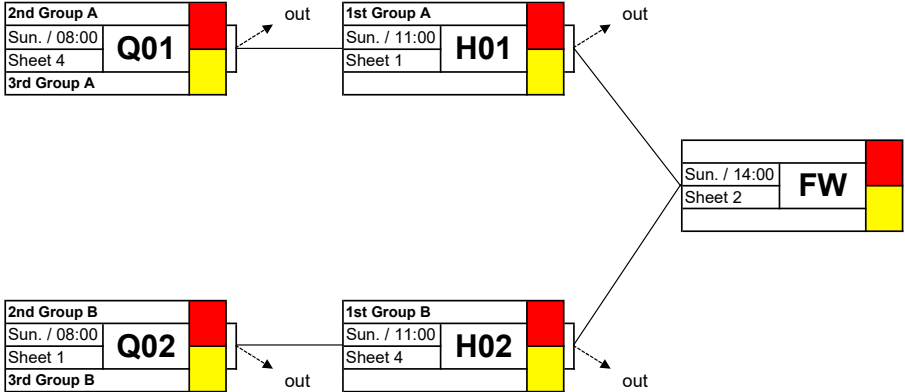 2nd Group A
Sun. / 08:00
Q01
Sheet 4
3rd Group A
out
1st Group A
Sun. / 11:00
H01
Sheet 1
out
Sun. / 14:00
FW
Sheet 2
2nd Group B
Sun. / 08:00
Q02
Sheet 1
3rd Group B
out
1st Group B
Sun. / 11:00
H02
Sheet 4
out